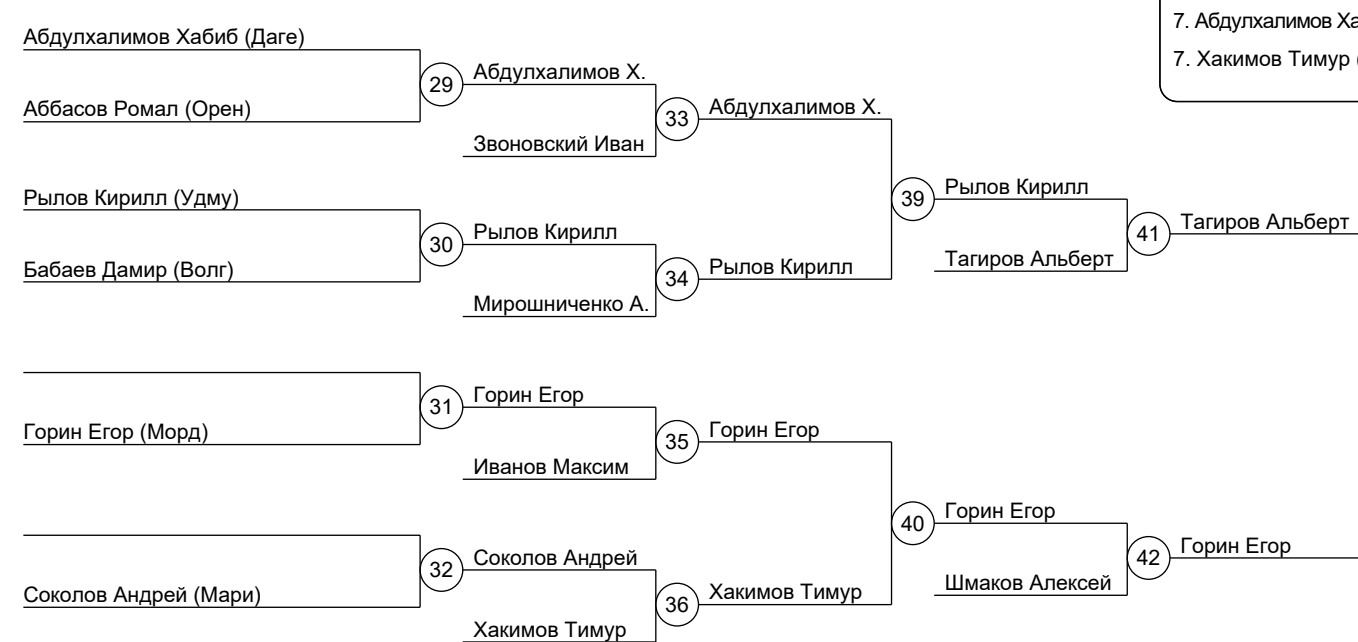 7. Абдулхалимов Ха
7. Хакимов Тимур (
Абдулхалимов Хабиб (Даге)
29
Абдулхалимов Х.
Аббасов Ромал (Орен)
33
Абдулхалимов Х.
Звоновский Иван
39
Рылов Кирилл
Рылов Кирилл (Удму)
41
Тагиров Альберт
30
Рылов Кирилл
Тагиров Альберт
Бабаев Дамир (Волг)
34
Рылов Кирилл
Мирошниченко А.
31
Горин Егор
Горин Егор (Морд)
35
Горин Егор
Иванов Максим
40
Горин Егор
42
Горин Егор
32
Соколов Андрей
Шмаков Алексей
Соколов Андрей (Мари)
36
Хакимов Тимур
Хакимов Тимур